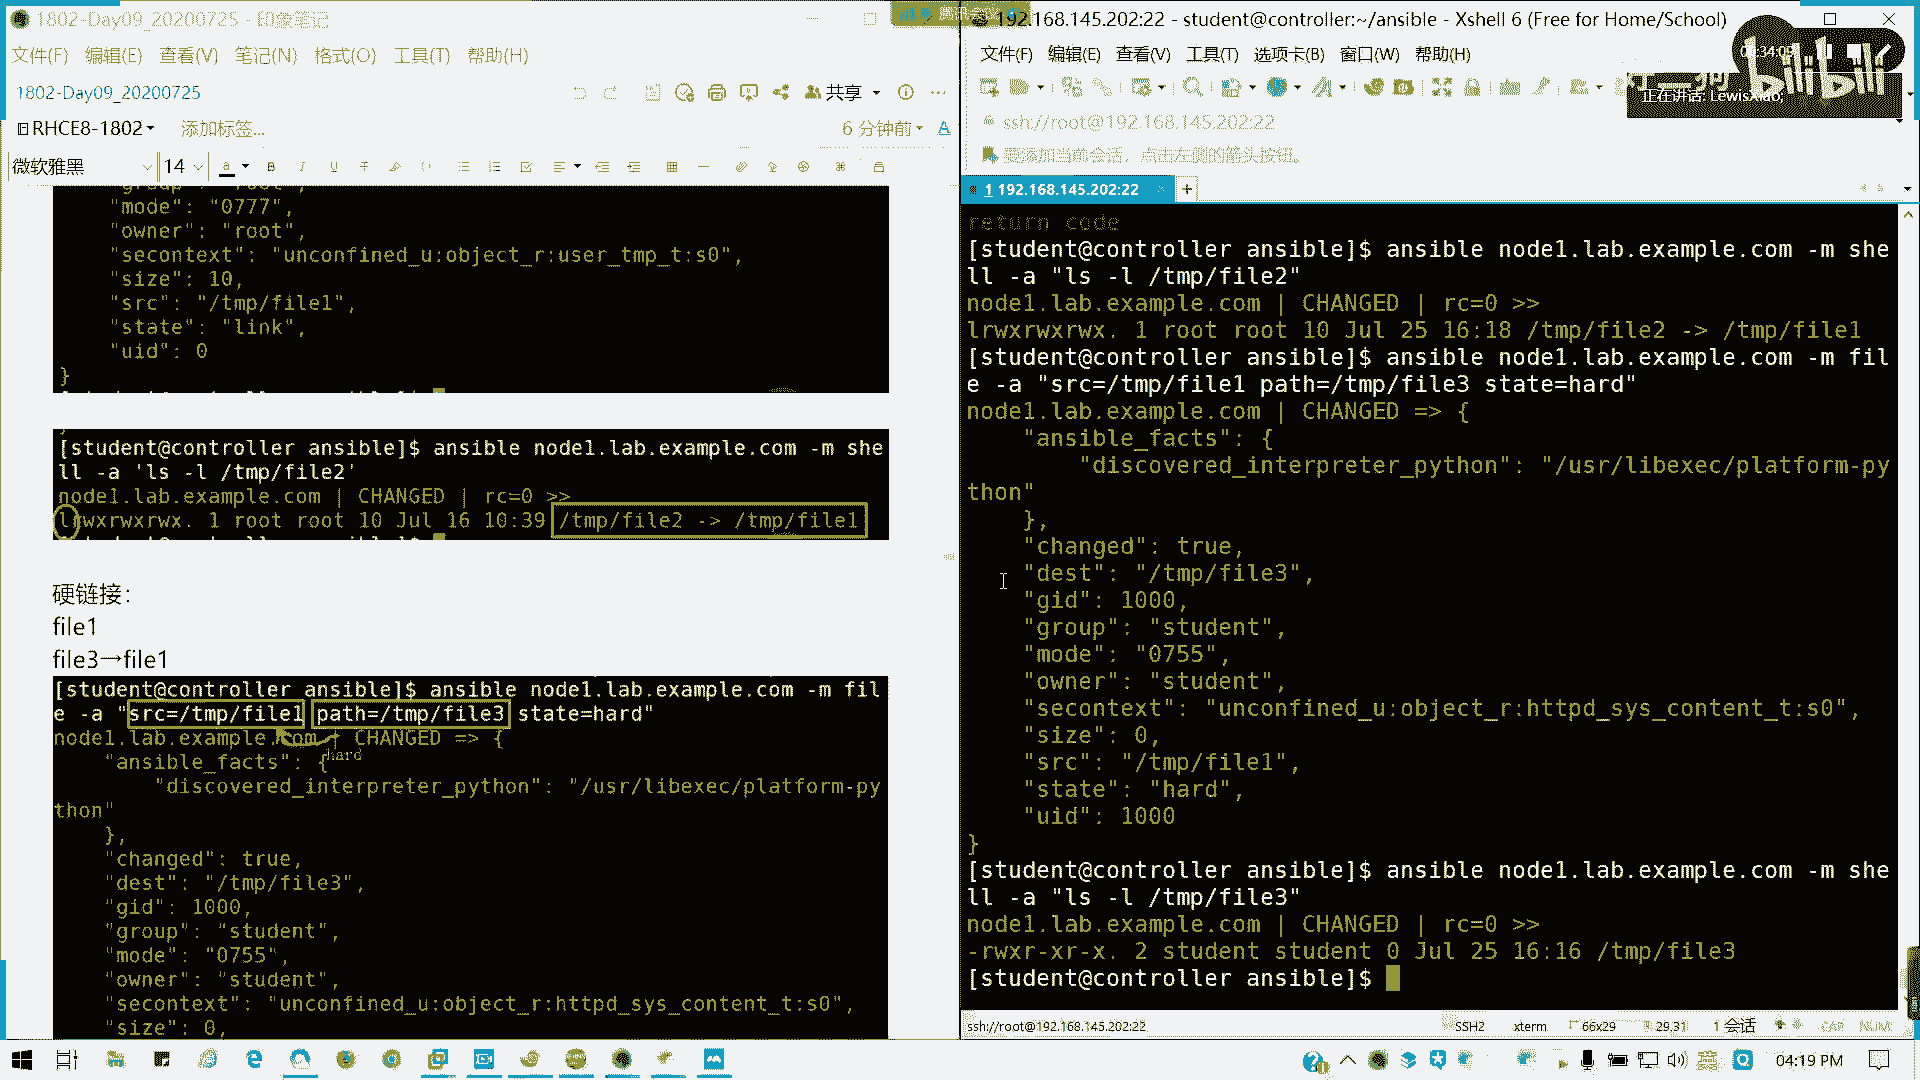 1802-Day09_20200725 - 印象笔记
文件(F) 编辑(E) 查看(V) 笔记(N) 格式(O) 工具(T) 帮助(H)
1802-Day09_20200725
共享
RHCE8-1802
添加标签...
6 分钟前
微软雅黑
14
"mode": "0777",
"owner": "root",
"secontext": "unconfined_u:object_r:user_tmp_t:s0",
"size": 10,
"src": "/tmp/file1",
"state": "link",
"uid": 0
}
[student@controller ansible]$ ansible node1.lab.example.com -m she
ll -a 'ls -l /tmp/file2'
node1.lab.example.com | CHANGED | rc=0 >>
lrwxrwxrwx. 1 root root 10 Jul 16 10:39 /tmp/file2 -> /tmp/file1
硬链接：
file1
file3→file1
[student@controller ansible]$ ansible node1.lab.example.com -m fil
e -a "src=/tmp/file1 path=/tmp/file3 state=hard"
node1.lab.example.com | CHANGED => {
hard
"ansible_facts": {
"discovered_interpreter_python": "/usr/libexec/platform-py
thon"
},
"changed": true,
"dest": "/tmp/file3",
"gid": 1000,
"group": "student",
"mode": "0755",
"owner": "student",
"secontext": "unconfined_u:object_r:httpd_sys_content_t:s0",
"size": 0,
192.168.145.202:22 - student@controller:~/ansible - Xshell 6 (Free for Home/School)
文件(F) 编辑(E) 查看(V) 工具(T) 选项卡(B) 窗口(W) 帮助(H)
bilibili
正在讲话: LewisXiao;
ssh://root@192.168.145.202:22
要添加当前会话，点击左侧的箭头按钮。
1 192.168.145.202:22
return code
[student@controller ansible]$ ansible node1.lab.example.com -m she
ll -a "ls -l /tmp/file2"
node1.lab.example.com | CHANGED | rc=0 >>
lrwxrwxrwx. 1 root root 10 Jul 25 16:18 /tmp/file2 -> /tmp/file1
[student@controller ansible]$ ansible node1.lab.example.com -m fil
e -a "src=/tmp/file1 path=/tmp/file3 state=hard"
node1.lab.example.com | CHANGED => {
"ansible_facts": {
"discovered_interpreter_python": "/usr/libexec/platform-py
thon"
},
"changed": true,
"dest": "/tmp/file3",
"gid": 1000,
"group": "student",
"mode": "0755",
"owner": "student",
"secontext": "unconfined_u:object_r:httpd_sys_content_t:s0",
"size": 0,
"src": "/tmp/file1",
"state": "hard",
"uid": 1000
}
[student@controller ansible]$ ansible node1.lab.example.com -m she
ll -a "ls -l /tmp/file3"
node1.lab.example.com | CHANGED | rc=0 >>
-rwxr-xr-x. 2 student student 0 Jul 25 16:16 /tmp/file3
[student@controller ansible]$
ssh://root@192.168.145.202:22
SSH2 xterm 66x29 29,31 1 会话 CAP NUM
04:19 PM